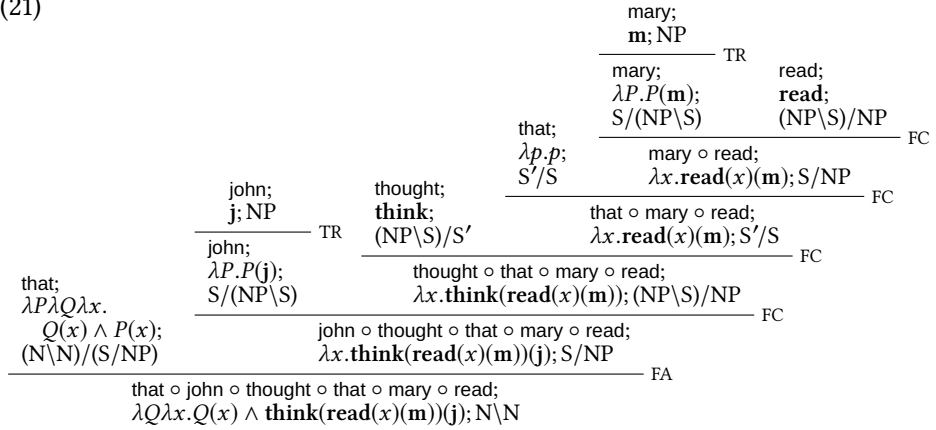 (21)
mary;
m; NP
TR
mary;
λP.P(m);
S/(NP\S)
read;
read;
(NP\S)/NP
FC
that;
λp.p;
S′/S
mary ∘ read;
λx.read(x)(m); S/NP
FC
john;
j; NP
TR
thought;
think;
(NP\S)/S′
that ∘ mary ∘ read;
λx.read(x)(m); S′/S
FC
john;
λP.P(j);
S/(NP\S)
thought ∘ that ∘ mary ∘ read;
λx.think(read(x)(m)); (NP\S)/NP
FC
that;
λPλQλx.
Q(x) ∧ P(x);
(N\N)/(S/NP)
john ∘ thought ∘ that ∘ mary ∘ read;
λx.think(read(x)(m))(j); S/NP
FA
that ∘ john ∘ thought ∘ that ∘ mary ∘ read;
λQλx.Q(x) ∧ think(read(x)(m))(j); N\N